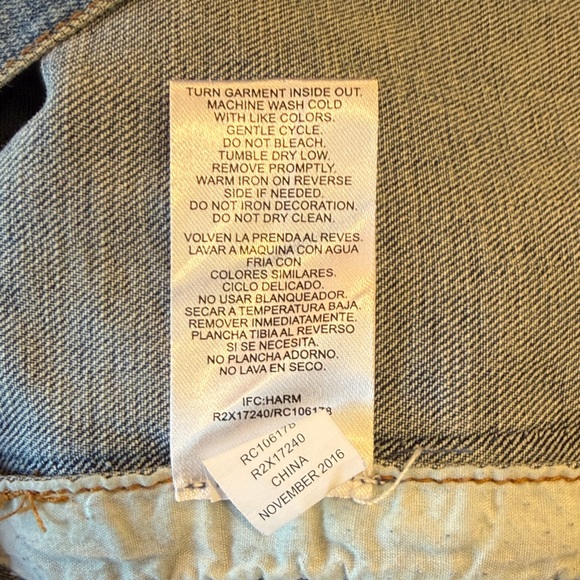 TURN GARMENT INSIDE OUT.
MACHINE WASH COLD
WITH LIKE COLORS.
GENTLE CYCLE.
DO NOT BLEACH.
TUMBLE DRY LOW.
REMOVE PROMPTLY.
WARM IRON ON REVERSE
SIDE IF NEEDED.
DO NOT IRON DECORATION.
DO NOT DRY CLEAN.
VOLVEN LA PRENDA AL REVES.
LAVAR A MAQUINA CON AGUA
FRIA CON
COLORES SIMILARES.
CICLO DELICADO.
NO USAR BLANQUEADOR.
SECAR A TEMPERATURA BAJA.
REMOVER INMEDIATAMENTE.
PLANCHA TIBIA AL REVERSO
SI SE NECESITA.
NO PLANCHA ADORNO.
NO LAVA EN SECO.
IFC:HARM
R2X17240/RC106178
RC106178
R2X17240
CHINA
NOVEMBER 2016